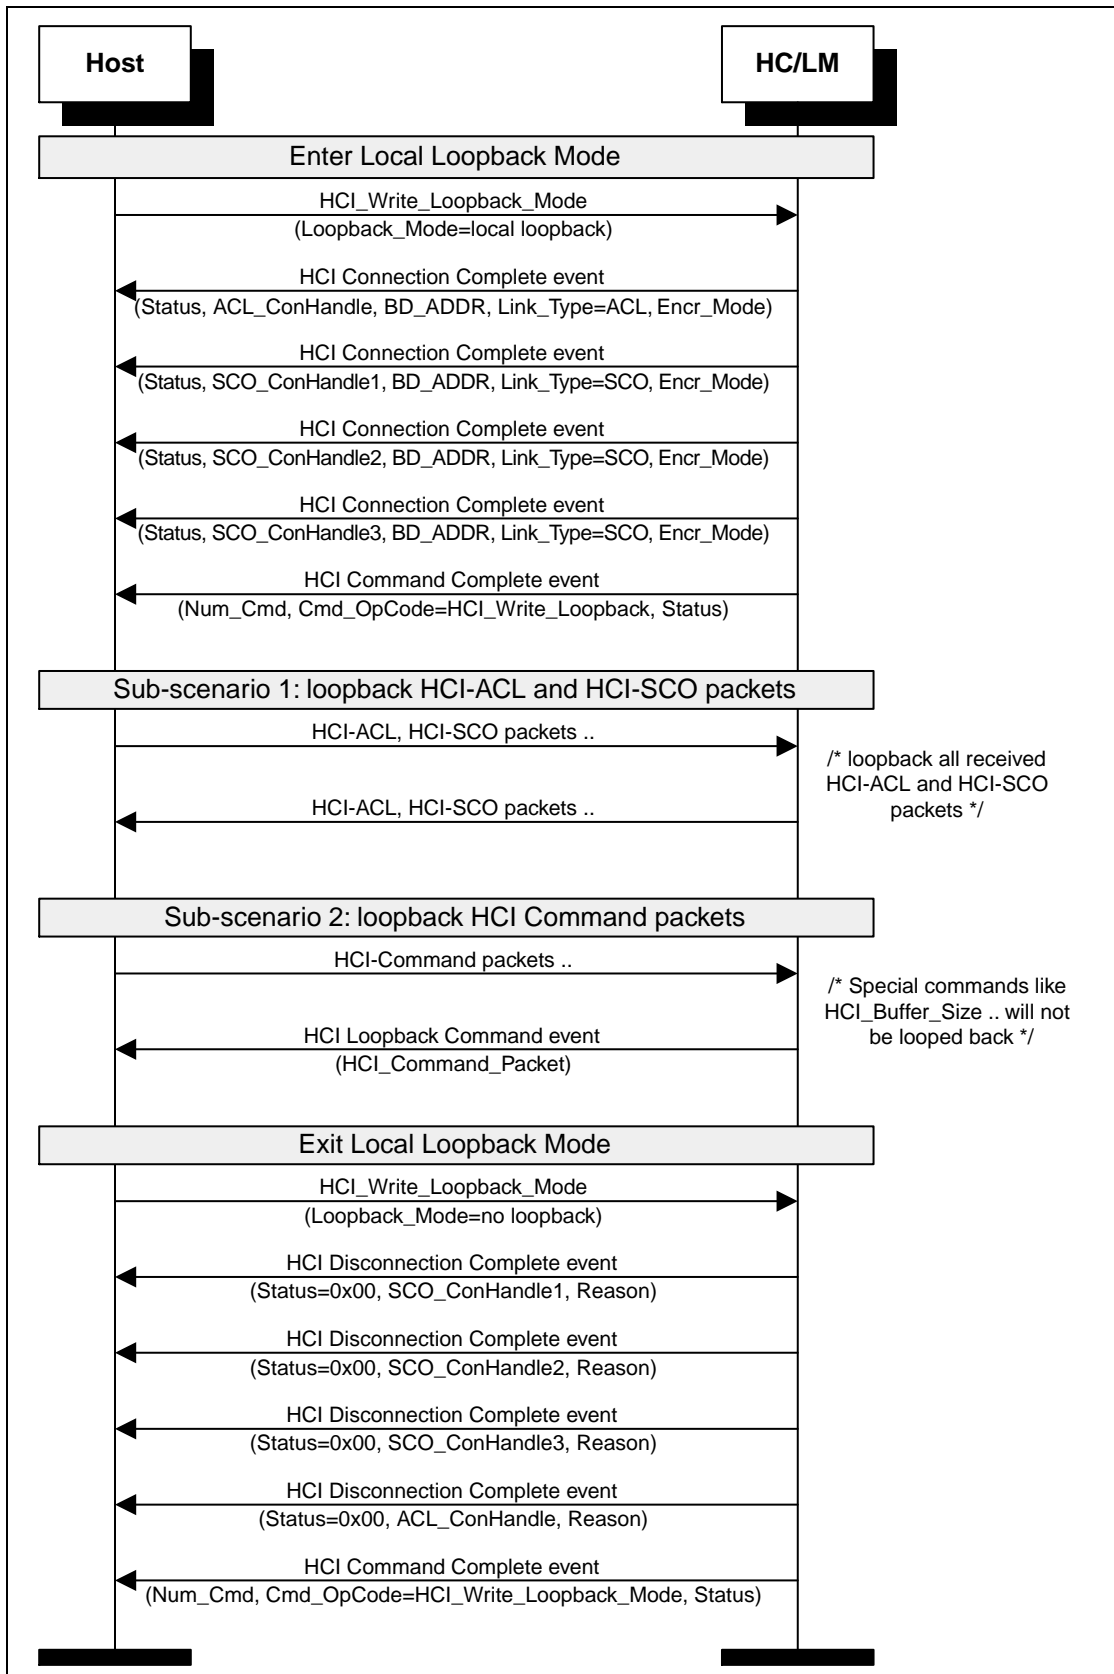 Host
HC/LM
Enter Local Loopback Mode
HCI_Write_Loopback_Mode
(Loopback_Mode=local loopback)
HCI Connection Complete event
(Status, ACL_ConHandle, BD_ADDR, Link_Type=ACL, Encr_Mode)
HCI Connection Complete event
(Status, SCO_ConHandle1, BD_ADDR, Link_Type=SCO, Encr_Mode)
HCI Connection Complete event
(Status, SCO_ConHandle2, BD_ADDR, Link_Type=SCO, Encr_Mode)
HCI Connection Complete event
(Status, SCO_ConHandle3, BD_ADDR, Link_Type=SCO, Encr_Mode)
HCI Command Complete event
(Num_Cmd, Cmd_OpCode=HCI_Write_Loopback, Status)
Sub-scenario 1: loopback HCI-ACL and HCI-SCO packets
HCI-ACL, HCI-SCO packets ..
/* loopback all received
HCI-ACL and HCI-SCO
packets */
HCI-ACL, HCI-SCO packets ..
Sub-scenario 2: loopback HCI Command packets
HCI-Command packets ..
/* Special commands like
HCI_Buffer_Size .. will not
be looped back */
HCI Loopback Command event
(HCI_Command_Packet)
Exit Local Loopback Mode
HCI_Write_Loopback_Mode
(Loopback_Mode=no loopback)
HCI Disconnection Complete event
(Status=0x00, SCO_ConHandle1, Reason)
HCI Disconnection Complete event
(Status=0x00, SCO_ConHandle2, Reason)
HCI Disconnection Complete event
(Status=0x00, SCO_ConHandle3, Reason)
HCI Disconnection Complete event
(Status=0x00, ACL_ConHandle, Reason)
HCI Command Complete event
(Num_Cmd, Cmd_OpCode=HCI_Write_Loopback_Mode, Status)